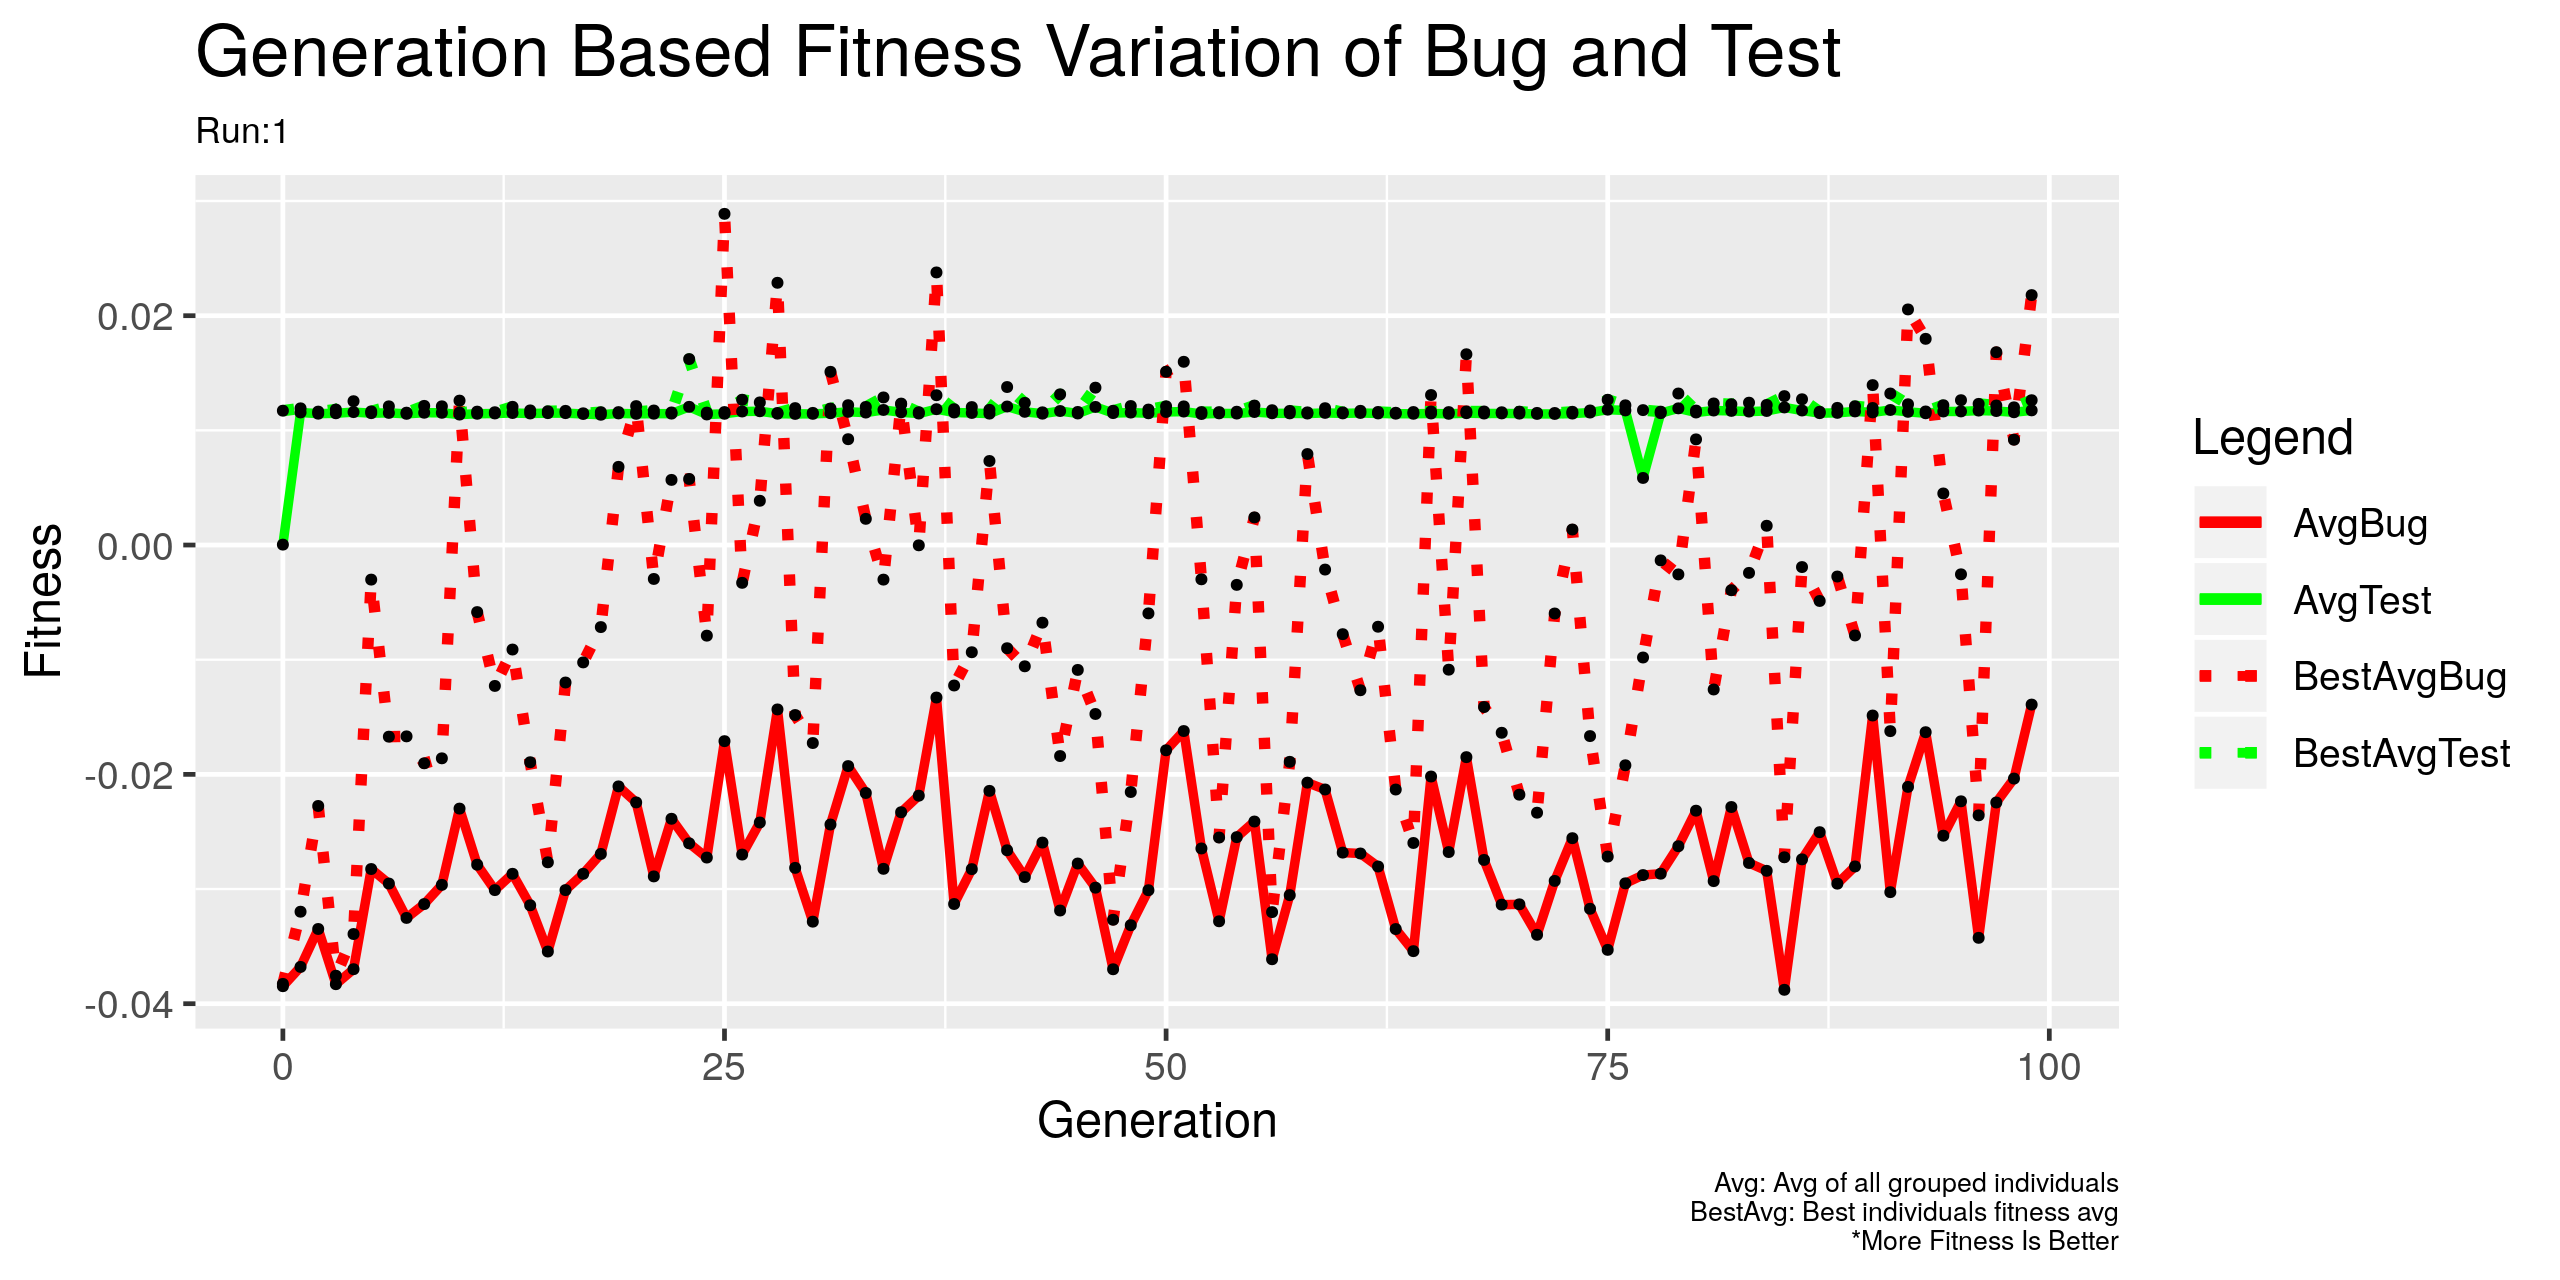 Generation Based Fitness Variation of Bug and Test
Run:1
Fitness
0.02
0.00
-0.02
-0.04
0
25
50
75
100
Generation
Legend
AvgBug
AvgTest
BestAvgBug
BestAvgTest
Avg: Avg of all grouped individuals
BestAvg: Best individuals fitness avg
*More Fitness Is Better